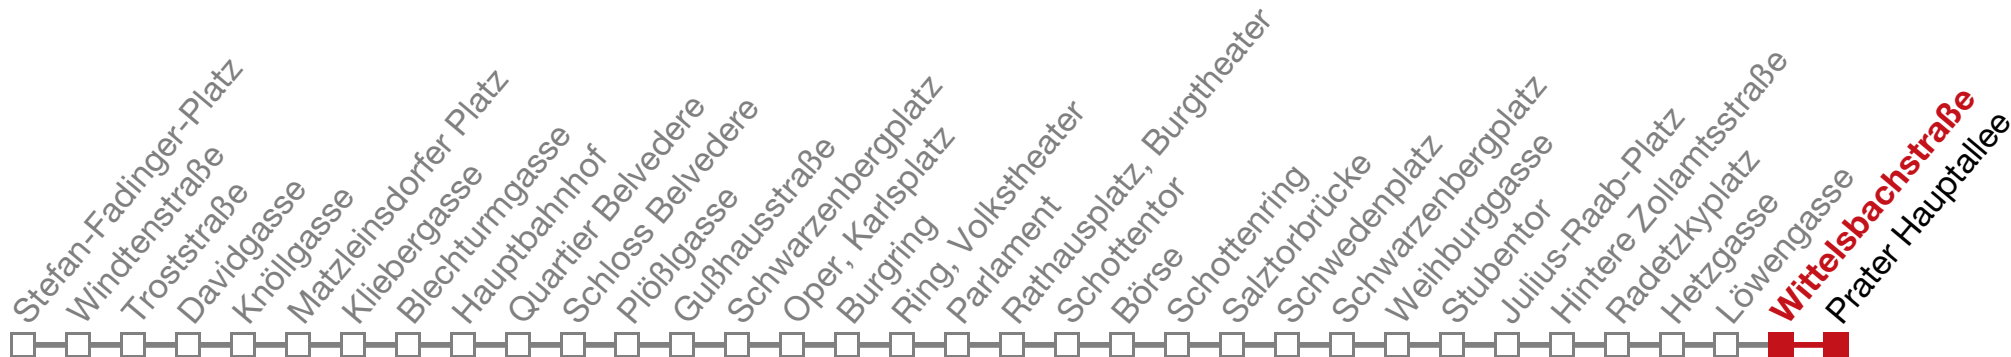 Stefan-Fadinger-Platz
Windtenstraße
Troststraße
Davidgasse
Knöllgasse
Matzleinsdorfer Platz
Kliebergasse
Blechturmgasse
Hauptbahnhof
Quartier Belvedere
Schloss Belvedere
Plößlgasse
Gußhausstraße
Schwarzenbergplatz
Oper, Karlsplatz
Burgring
Ring, Volkstheater
Parlament
Rathausplatz, Burgtheater
Schottentor
Börse
Schottenring
Salztorbrücke
Schwedenplatz
Schwarzenbergplatz
Weihburggasse
Stubentor
Julius-Raab-Platz
Hintere Zollamtsstraße
Radetzkyplatz
Hetzgasse
Löwengasse
Wittelsbachstraße
Prater Hauptallee